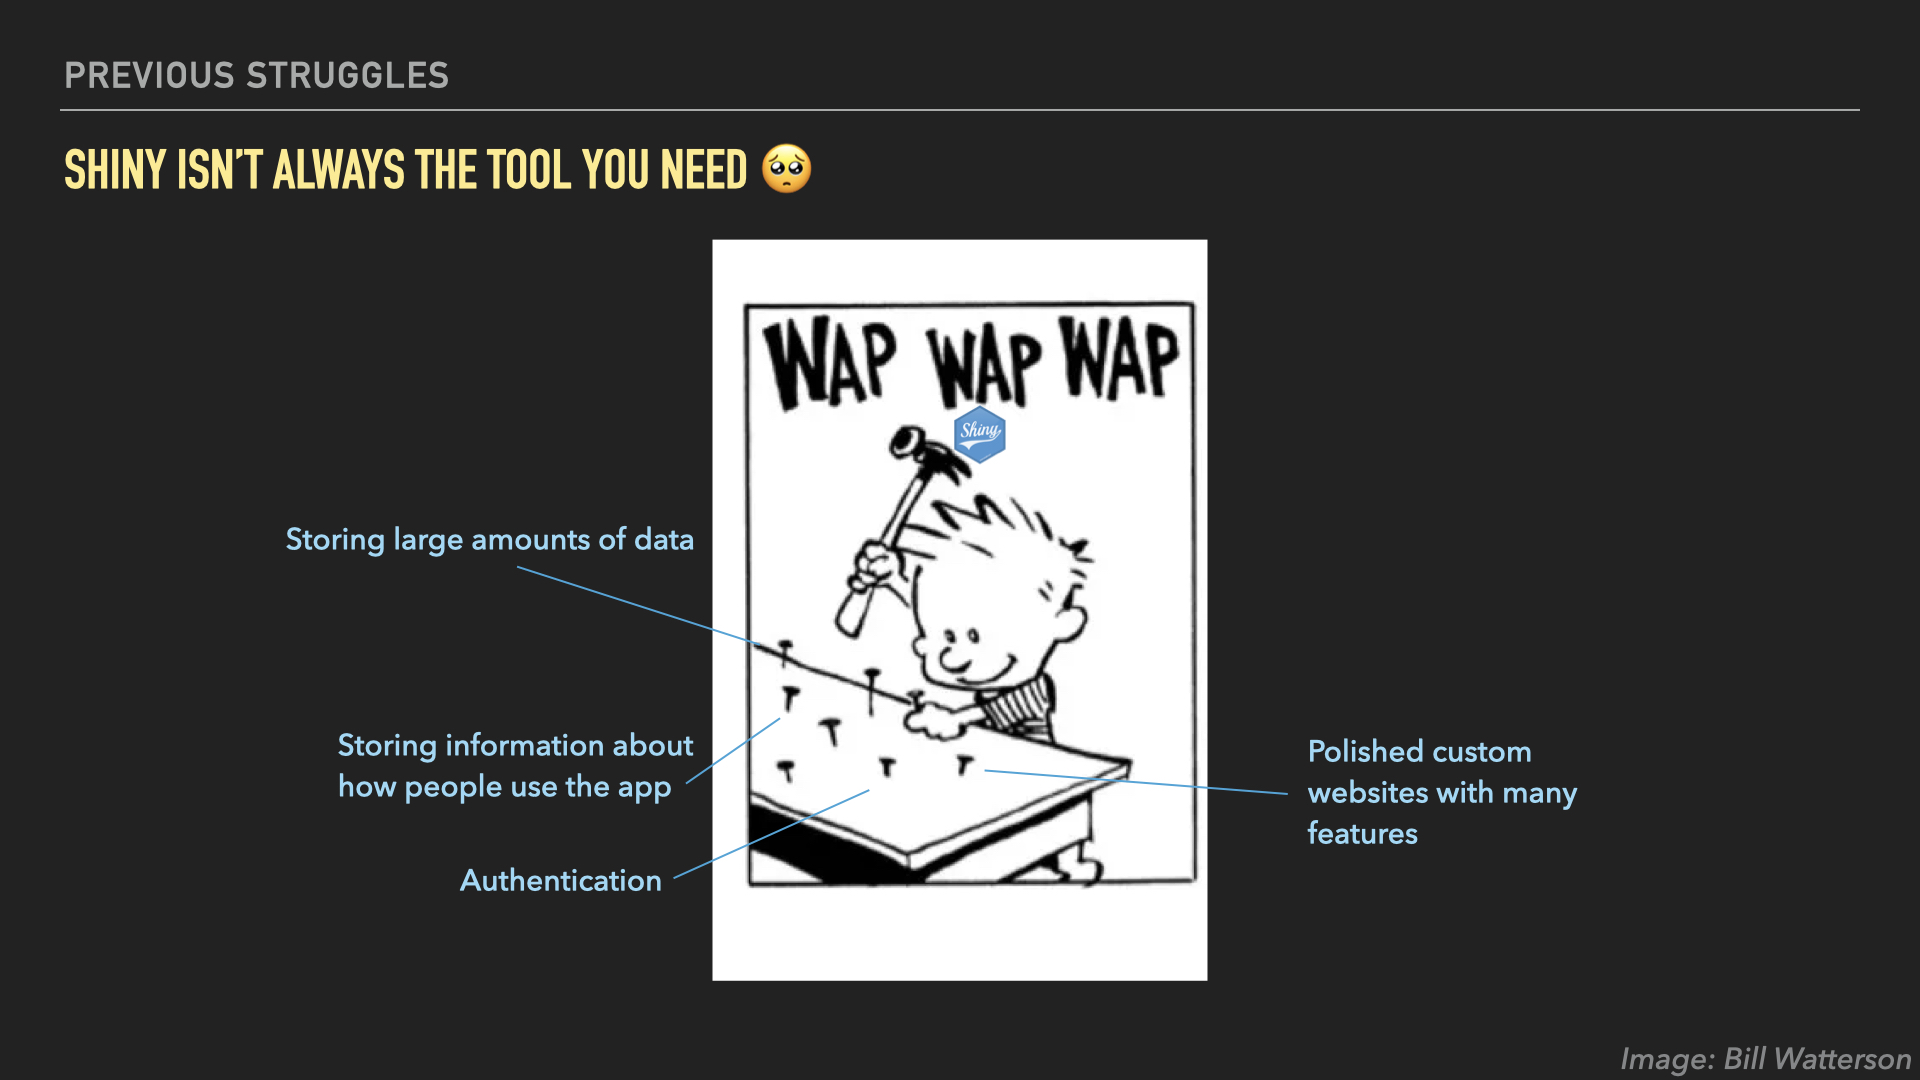 PREVIOUS STRUGGLES
SHINY ISN’T ALWAYS THE TOOL YOU NEED 🥺
WAP WAP WAP
Shiny
Storing large amounts of data
Storing information about
how people use the app
Authentication
Polished custom
websites with many
features
Image: Bill Watterson